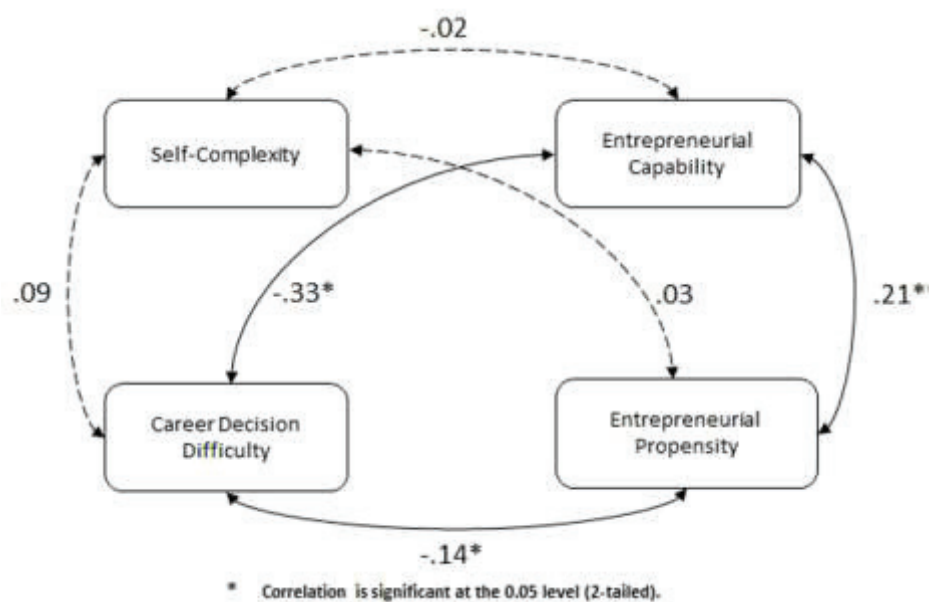 -.02
Self-Complexity
Entrepreneurial
Capability
.09
-.33*
.03
.21**
Career Decision
Difficulty
Entrepreneurial
Propensity
-.14*
* Correlation is significant at the 0.05 level (2-tailed).